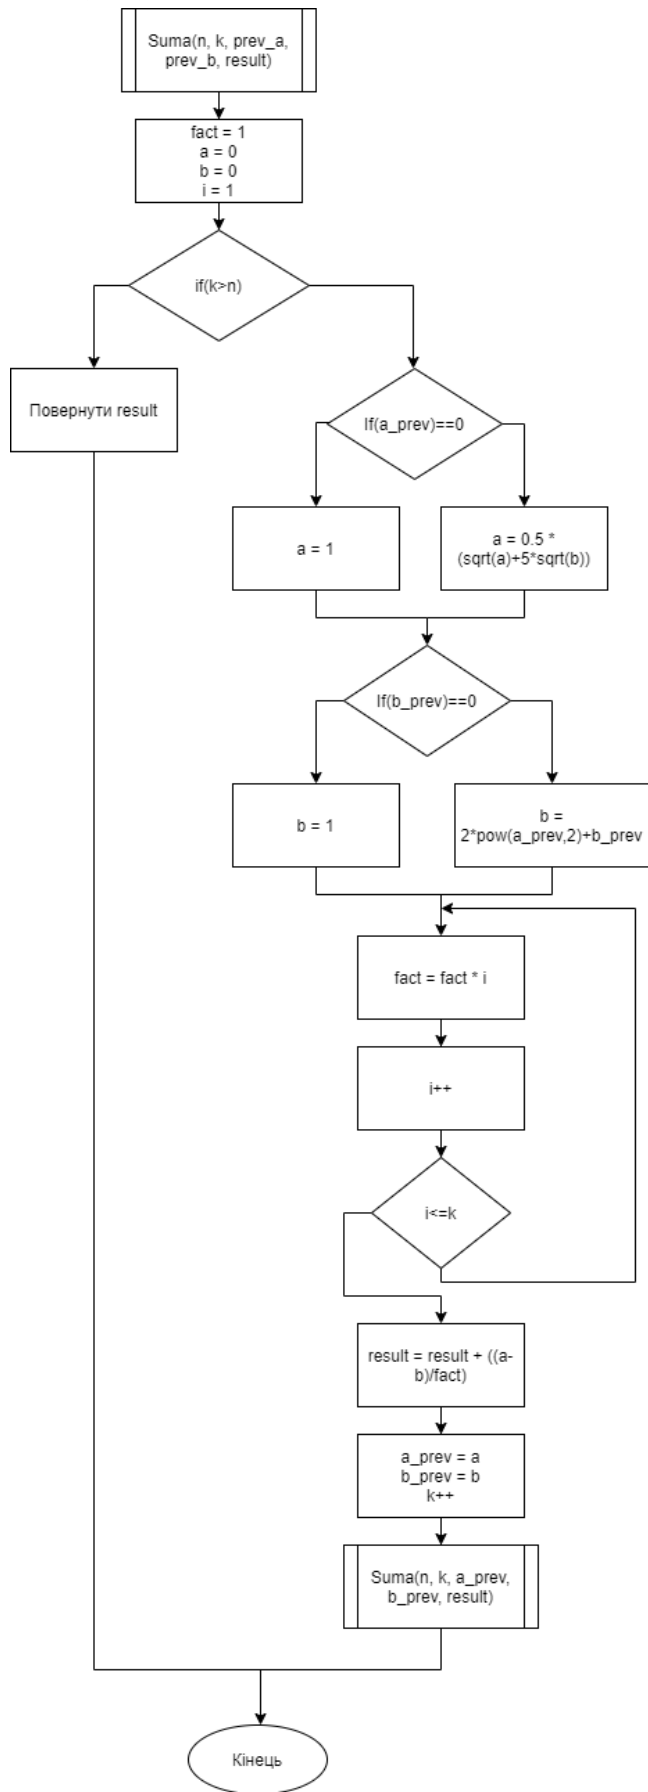 Suma(n, k, prev_a,
prev_b, result)
fact = 1
a = 0
b = 0
i = 1
if(k>n)
Повернути result
If(a_prev)==0
a = 1
a = 0.5 *
(sqrt(a)+5*sqrt(b))
If(b_prev)==0
b = 1
b =
2*pow(a_prev,2)+b_prev
fact = fact * i
i++
i<=k
result = result + ((a-
b)/fact)
a_prev = a
b_prev = b
k++
Suma(n, k, a_prev,
b_prev, result)
Кінець